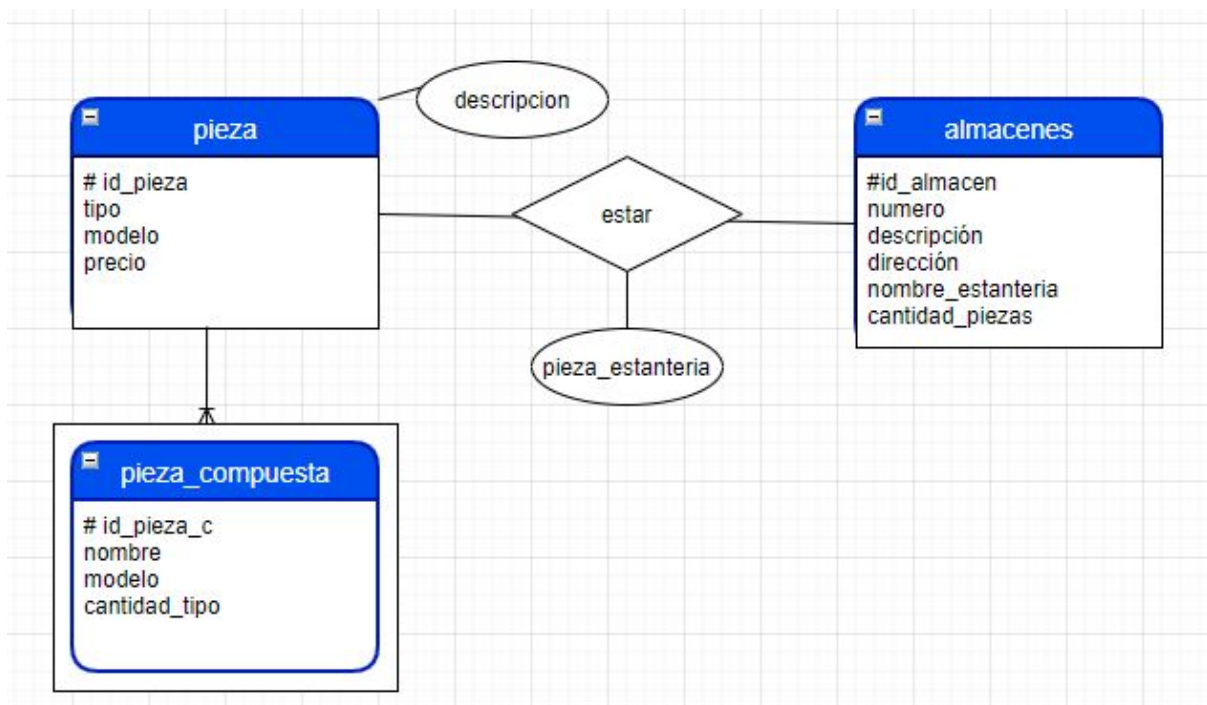 descripcion
pieza
# id_pieza
tipo
modelo
precio
estar
pieza_estanteria
almacenes
#id_almacen
numero
descripción
dirección
nombre_estanteria
cantidad_piezas
pieza_compuesta
# id_pieza_c
nombre
modelo
cantidad_tipo